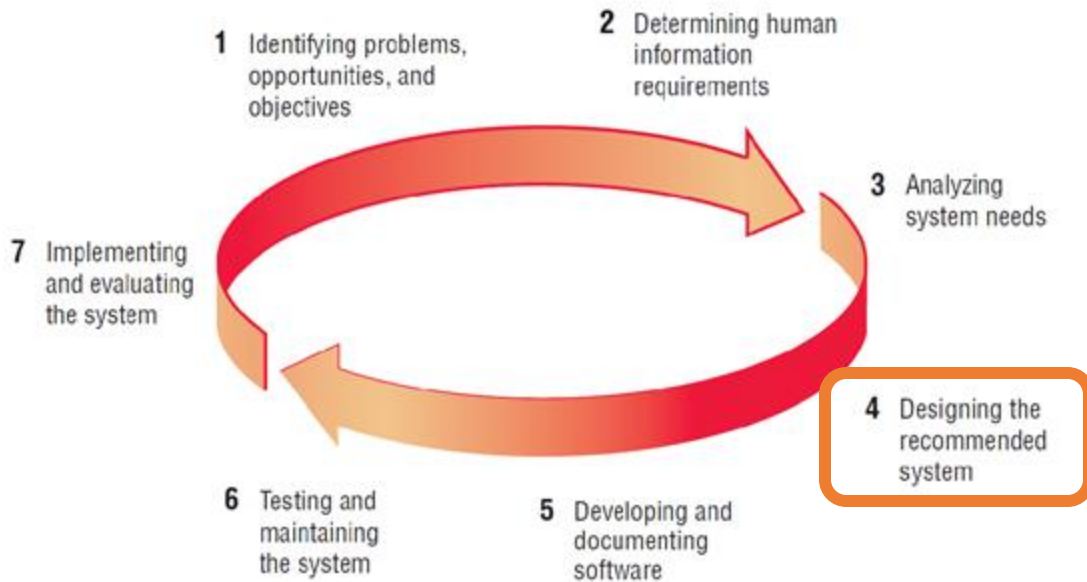 1 Identifying problems,
opportunities, and
objectives
2 Determining human
information
requirements
3 Analyzing
system needs
4 Designing the
recommended
system
5 Developing and
documenting
software
6 Testing and
maintaining
the system
7 Implementing
and evaluating
the system